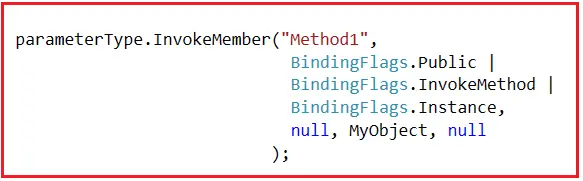 parameterType.InvokeMember("Method1",
BindingFlags.Public |
BindingFlags.InvokeMethod |
BindingFlags.Instance,
null, MyObject, null
);